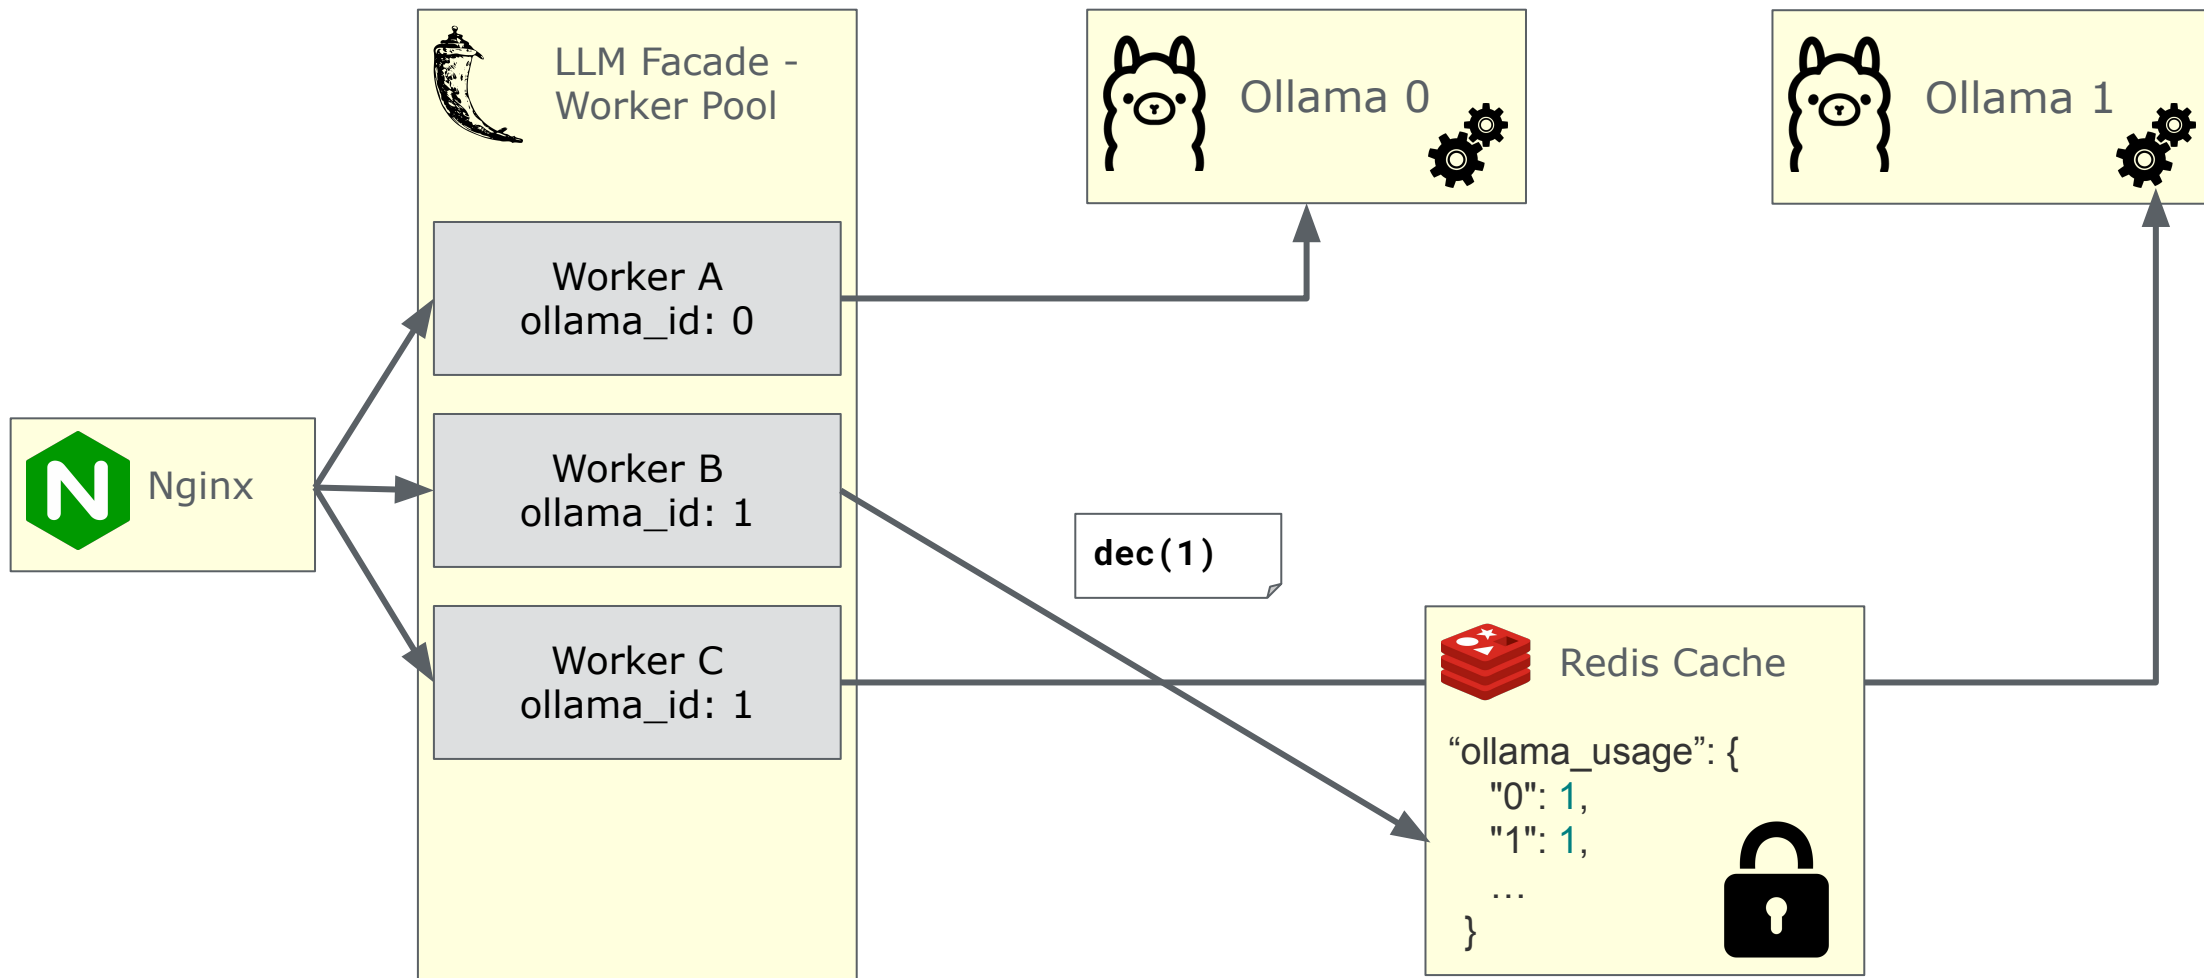 LLM Facade -
Worker Pool
Ollama 0
Ollama 1
Worker A
ollama_id: 0
Nginx
Worker B
ollama_id: 1
dec(1)
Worker C
ollama_id: 1
Redis Cache
“ollama_usage”: {
"0": 1,
"1": 1,
…
}